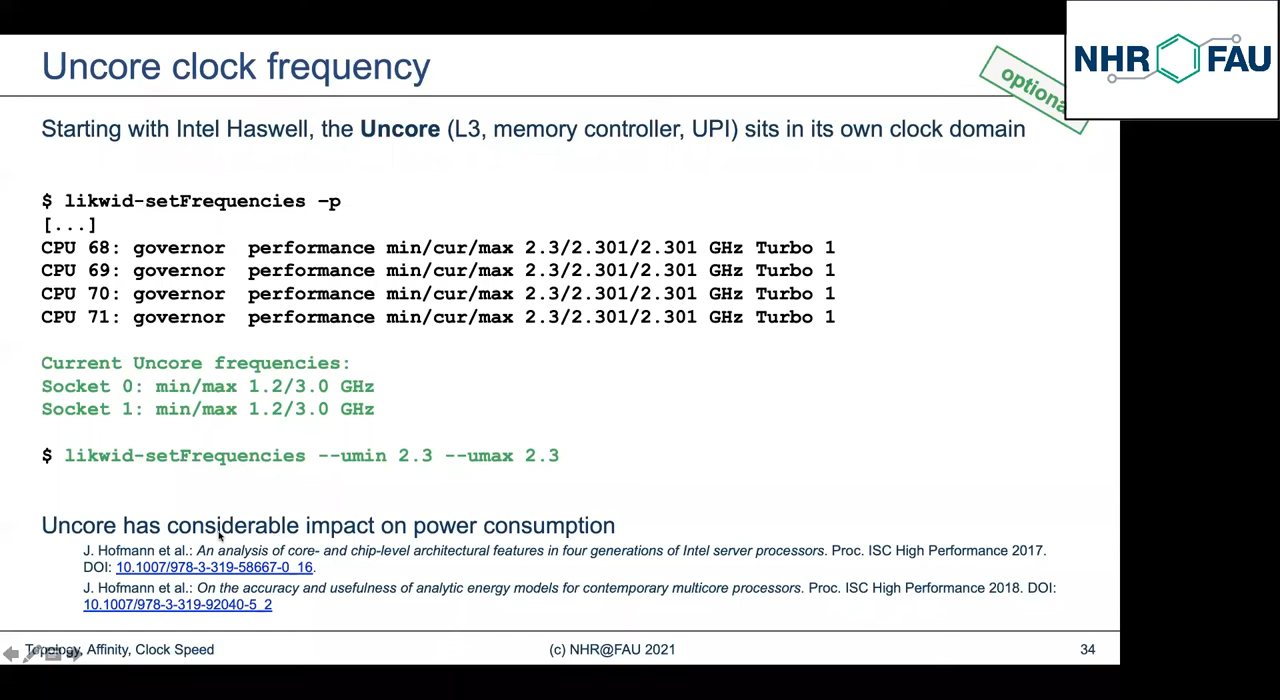 Uncore clock frequency
optiona
NHR FAU
Starting with Intel Haswell, the Uncore (L3, memory controller, UPI) sits in its own clock domain
$ likwid-setFrequencies –p
[...]
CPU 68: governor  performance min/cur/max 2.3/2.301/2.301 GHz Turbo 1
CPU 69: governor  performance min/cur/max 2.3/2.301/2.301 GHz Turbo 1
CPU 70: governor  performance min/cur/max 2.3/2.301/2.301 GHz Turbo 1
CPU 71: governor  performance min/cur/max 2.3/2.301/2.301 GHz Turbo 1
Current Uncore frequencies:
Socket 0: min/max 1.2/3.0 GHz
Socket 1: min/max 1.2/3.0 GHz
$ likwid-setFrequencies --umin 2.3 --umax 2.3
Uncore has considerable impact on power consumption
J. Hofmann et al.: An analysis of core- and chip-level architectural features in four generations of Intel server processors. Proc. ISC High Performance 2017.
DOI: 10.1007/978-3-319-58667-0_16.
J. Hofmann et al.: On the accuracy and usefulness of analytic energy models for contemporary multicore processors. Proc. ISC High Performance 2018. DOI:
10.1007/978-3-319-92040-5_2
Topology, Affinity, Clock Speed
(c) NHR@FAU 2021
34